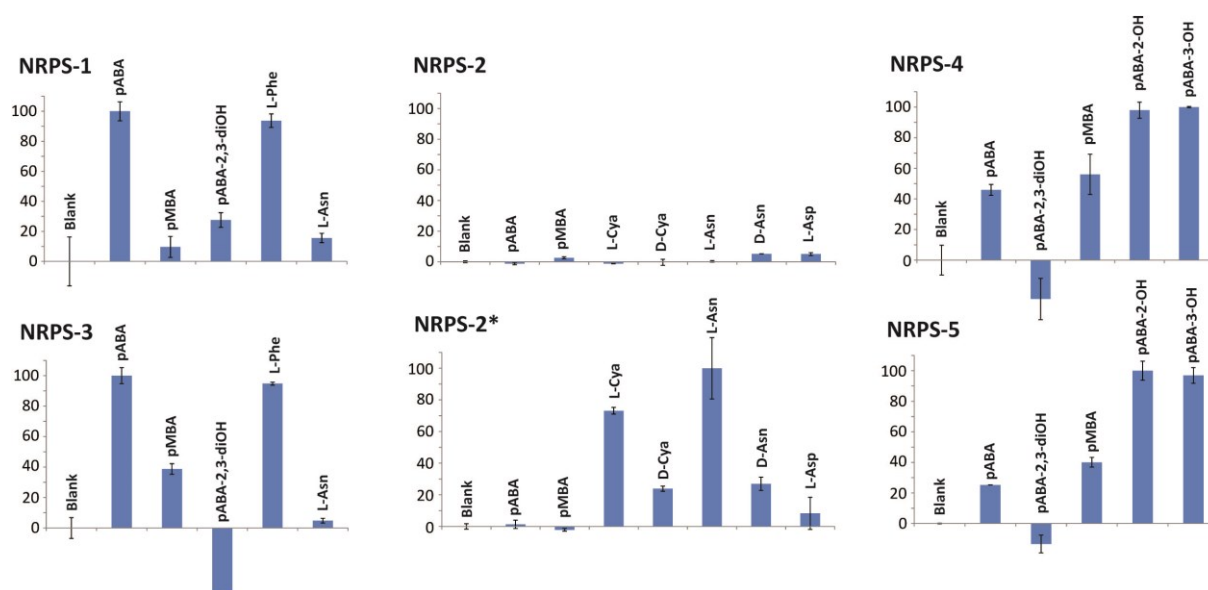 NRPS-1
100
80
60
40
20
0
Blank
pABA
pMBA
pABA-2,3-diOH
L-Phe
L-Asn
NRPS-2
100
80
60
40
20
0
Blank
pABA
pMBA
L-Cya
D-Cya
L-Asn
D-Asn
L-Asp
NRPS-4
100
80
60
40
20
0
Blank
pABA
pABA-2,3-diOH
pMBA
pABA-2-OH
pABA-3-OH
NRPS-3
100
80
60
40
20
0
Blank
pABA
pMBA
pABA-2,3-diOH
L-Phe
L-Asn
NRPS-2*
100
80
60
40
20
0
Blank
pABA
pMBA
L-Cya
D-Cya
L-Asn
D-Asn
L-Asp
NRPS-5
100
80
60
40
20
0
Blank
pABA
pABA-2,3-diOH
pMBA
pABA-2-OH
pABA-3-OH